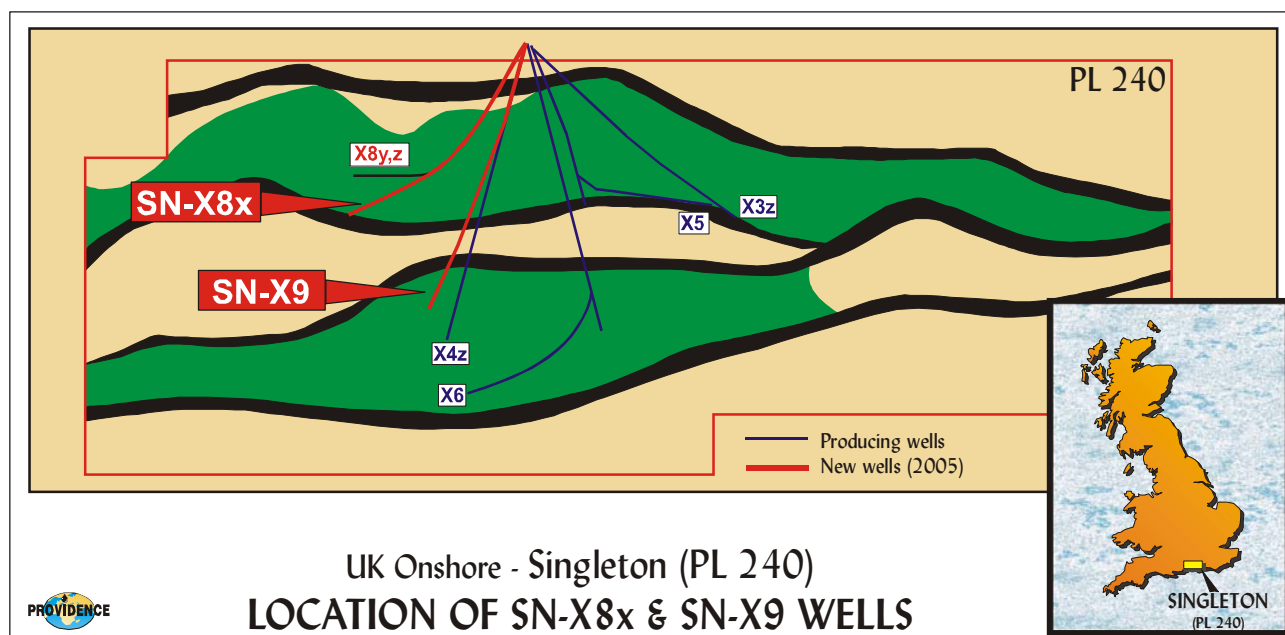 PL 240
X8y,z
SN-X8x
X3z
X5
SN-X9
X4z
X6
Producing wells
New wells (2005)
SINGLETON
(PL 240)
UK Onshore - Singleton (PL 240)
LOCATION OF SN-X8x & SN-X9 WELLS
PROVIDENCE